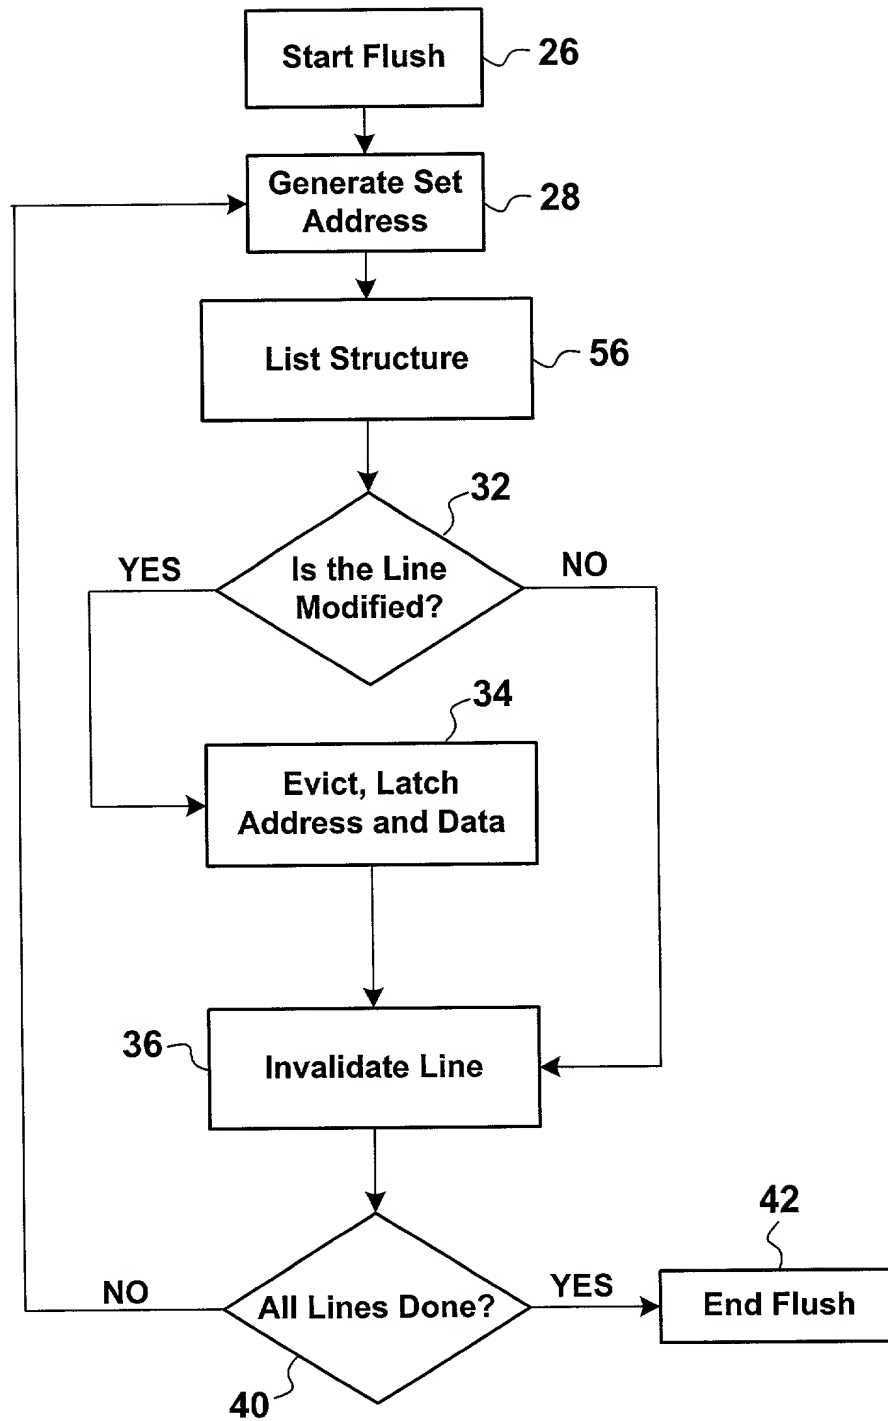 Start Flush
26
Generate Set
Address
28
List Structure
56
32
YES
Is the Line
Modified?
NO
34
Evict, Latch
Address and Data
36
Invalidate Line
42
NO
All Lines Done?
YES
End Flush
40